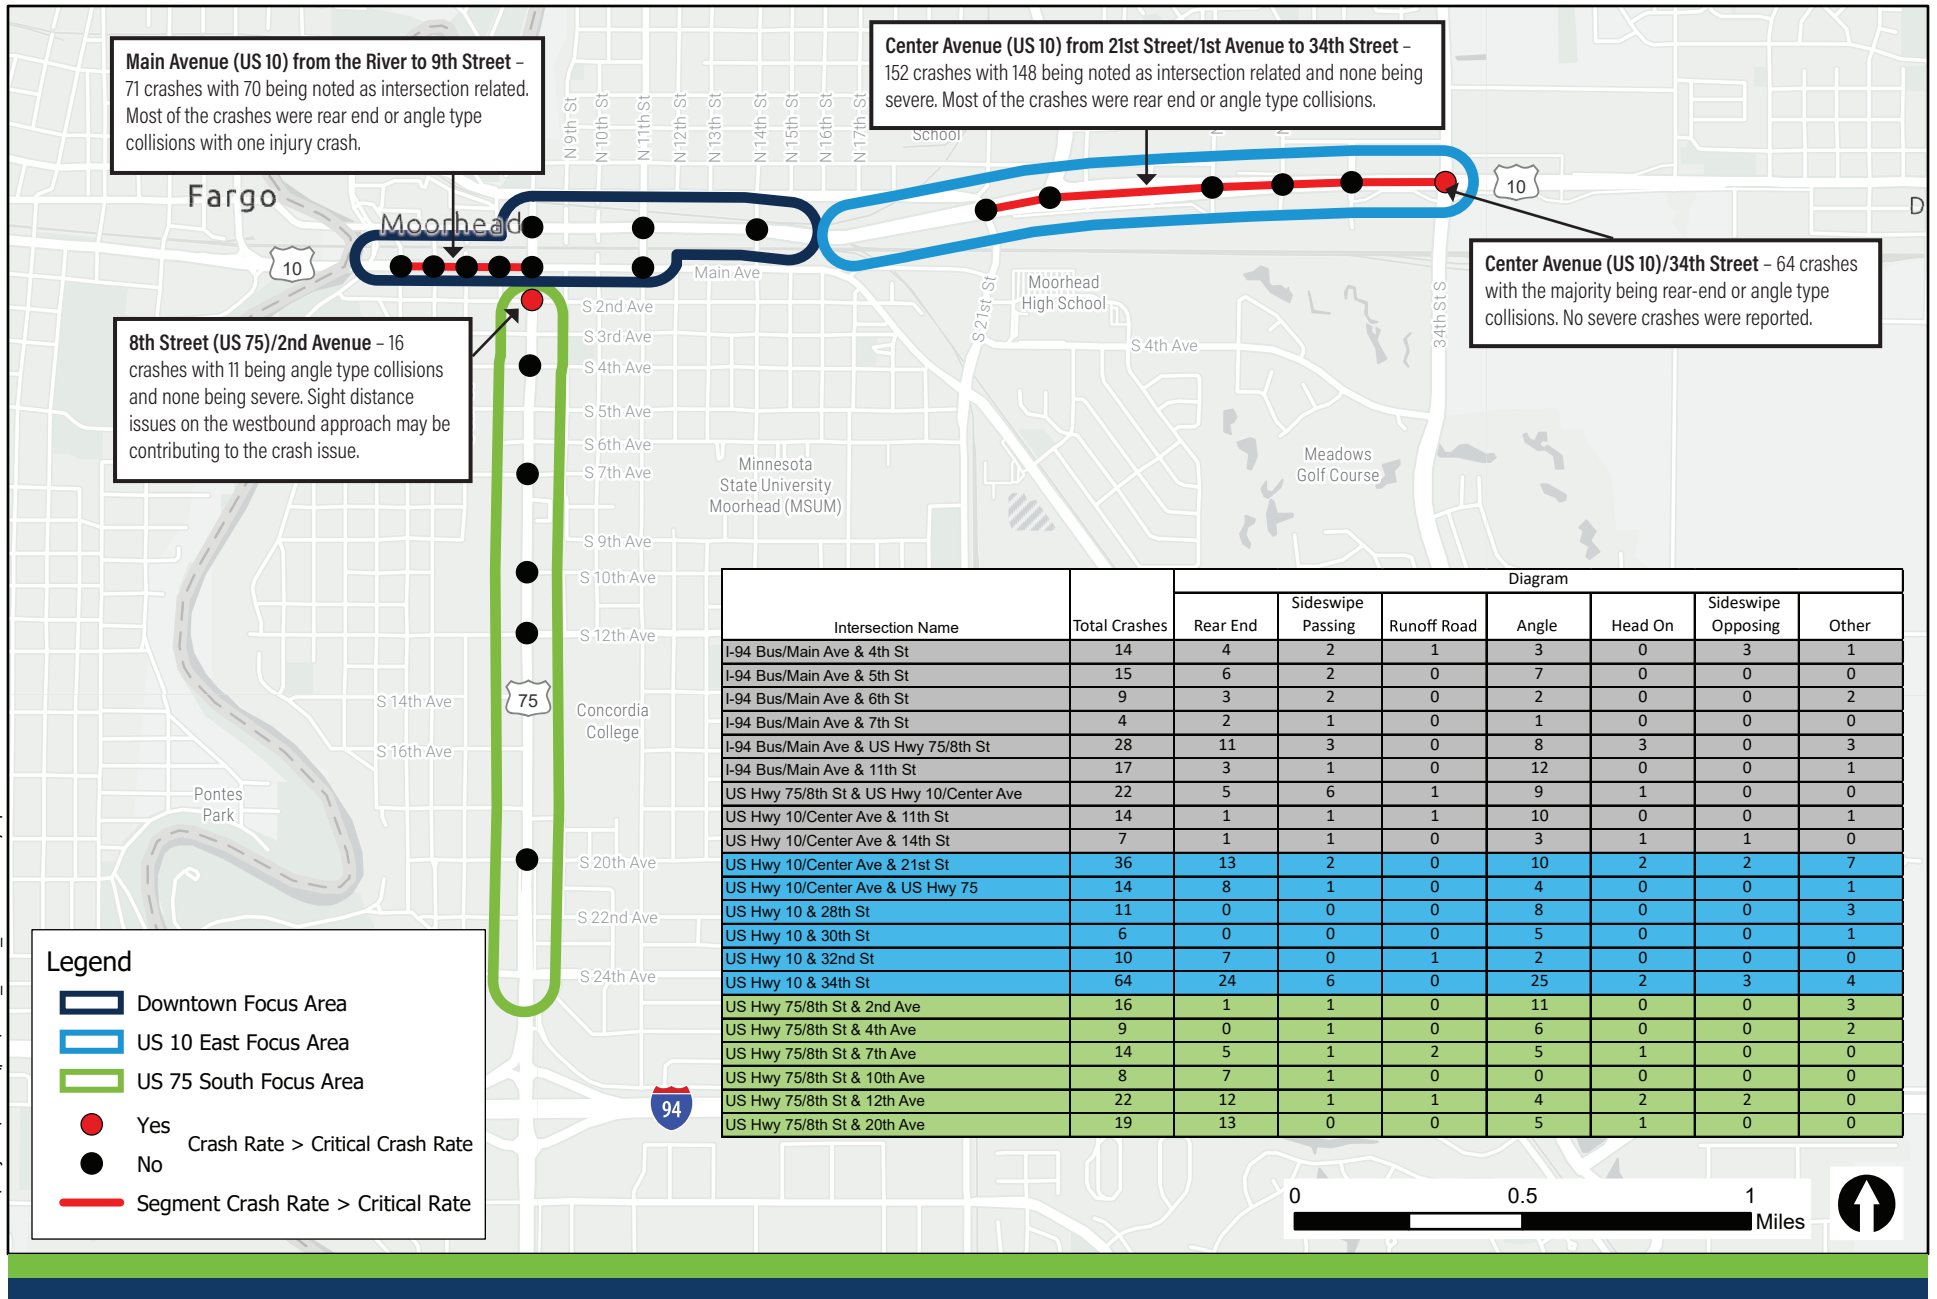 Main Avenue (US 10) from the River to 9th Street –
71 crashes with 70 being noted as intersection related.
Most of the crashes were rear end or angle type
collisions with one injury crash.
Center Avenue (US 10) from 21st Street/1st Avenue to 34th Street –
152 crashes with 148 being noted as intersection related and none being
severe. Most of the crashes were rear end or angle type collisions.
N 9th St
N 10th St
N 11th St
N 12th St
N 13th St
N 14th St
N 15th St
N 16th St
N 17th St
School
Fargo
Moorhead
10
10
D
Main Ave
Center Avenue (US 10)/34th Street – 64 crashes
with the majority being rear-end or angle type
collisions. No severe crashes were reported.
8th Street (US 75)/2nd Avenue – 16
crashes with 11 being angle type collisions
and none being severe. Sight distance
issues on the westbound approach may be
contributing to the crash issue.
S 2nd Ave
S 3rd Ave
S 4th Ave
S 5th Ave
S 6th Ave
S 7th Ave
S 9th Ave
S 10th Ave
S 12th Ave
S 14th Ave
S 16th Ave
S 20th Ave
S 22nd Ave
S 24th Ave
S 21st St
Moorhead
High School
S 4th Ave
34th St S
Minnesota
State University
Moorhead (MSUM)
Meadows
Golf Course
75
Concordia
College
Pontes
Park
94
Diagram
Intersection Name Total Crashes Rear End Sideswipe Passing Runoff Road Angle Head On Sideswipe Opposing Other
I-94 Bus/Main Ave & 4th St 14 4 2 1 3 0 3 1
I-94 Bus/Main Ave & 5th St 15 6 2 0 7 0 0 0
I-94 Bus/Main Ave & 6th St 9 3 2 0 2 0 0 2
I-94 Bus/Main Ave & 7th St 4 2 1 0 1 0 0 0
I-94 Bus/Main Ave & US Hwy 75/8th St 28 11 3 0 8 3 0 3
I-94 Bus/Main Ave & 11th St 17 3 1 0 12 0 0 1
US Hwy 75/8th St & US Hwy 10/Center Ave 22 5 6 1 9 1 0 0
US Hwy 10/Center Ave & 11th St 14 1 1 1 10 0 0 1
US Hwy 10/Center Ave & 14th St 7 1 1 0 3 1 1 0
US Hwy 10/Center Ave & 21st St 36 13 2 0 10 2 2 7
US Hwy 10/Center Ave & US Hwy 75 14 8 1 0 4 0 0 1
US Hwy 10 & 28th St 11 0 0 0 8 0 0 3
US Hwy 10 & 30th St 6 0 0 0 5 0 0 1
US Hwy 10 & 32nd St 10 7 0 1 2 0 0 0
US Hwy 10 & 34th St 64 24 6 0 25 2 3 4
US Hwy 75/8th St & 2nd Ave 16 1 1 0 11 0 0 3
US Hwy 75/8th St & 4th Ave 9 0 1 0 6 0 0 2
US Hwy 75/8th St & 7th Ave 14 5 1 2 5 1 0 0
US Hwy 75/8th St & 10th Ave 8 7 1 0 0 0 0 0
US Hwy 75/8th St & 12th Ave 22 12 1 1 4 2 2 0
US Hwy 75/8th St & 20th Ave 19 13 0 0 5 1 0 0
Legend
Downtown Focus Area
US 10 East Focus Area
US 75 South Focus Area
Yes
Crash Rate > Critical Crash Rate
No
Segment Crash Rate > Critical Rate
0 0.5 1
Miles